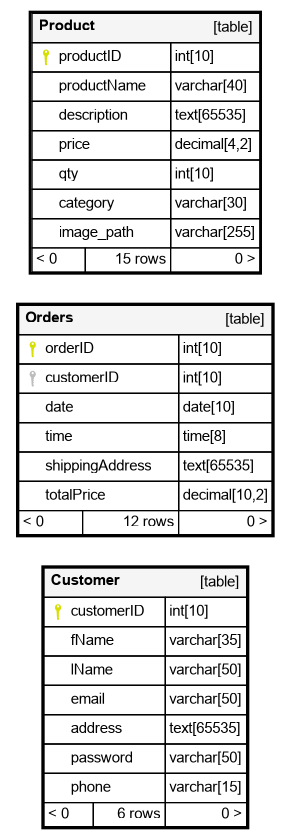 Product [table]
productID int[10]
productName varchar[40]
description text[65535]
price decimal[4,2]
qty int[10]
category varchar[30]
image_path varchar[255]
< 0 15 rows 0 >
Orders [table]
orderID int[10]
customerID int[10]
date date[10]
time time[8]
shippingAddress text[65535]
totalPrice decimal[10,2]
< 0 12 rows 0 >
Customer [table]
customerID int[10]
fName varchar[35]
lName varchar[50]
email varchar[50]
address text[65535]
password varchar[50]
phone varchar[15]
< 0 6 rows 0 >